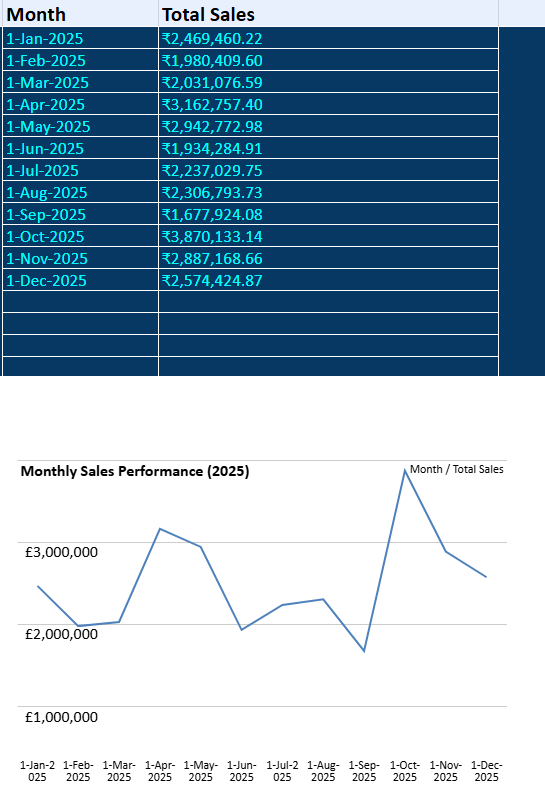 Month Total Sales
1-Jan-2025 ₹2,469,460.22
1-Feb-2025 ₹1,980,409.60
1-Mar-2025 ₹2,031,076.59
1-Apr-2025 ₹3,162,757.40
1-May-2025 ₹2,942,772.98
1-Jun-2025 ₹1,934,284.91
1-Jul-2025 ₹2,237,029.75
1-Aug-2025 ₹2,306,793.73
1-Sep-2025 ₹1,677,924.08
1-Oct-2025 ₹3,870,133.14
1-Nov-2025 ₹2,887,168.66
1-Dec-2025 ₹2,574,424.87
Monthly Sales Performance (2025) Month / Total Sales
£3,000,000
£2,000,000
£1,000,000
1-Jan-2 1-Feb- 1-Mar- 1-Apr- 1-May- 1-Jun- 1-Jul-2 1-Aug- 1-Sep- 1-Oct- 1-Nov- 1-Dec-
025 2025 2025 2025 2025 2025 025 2025 2025 2025 2025 2025